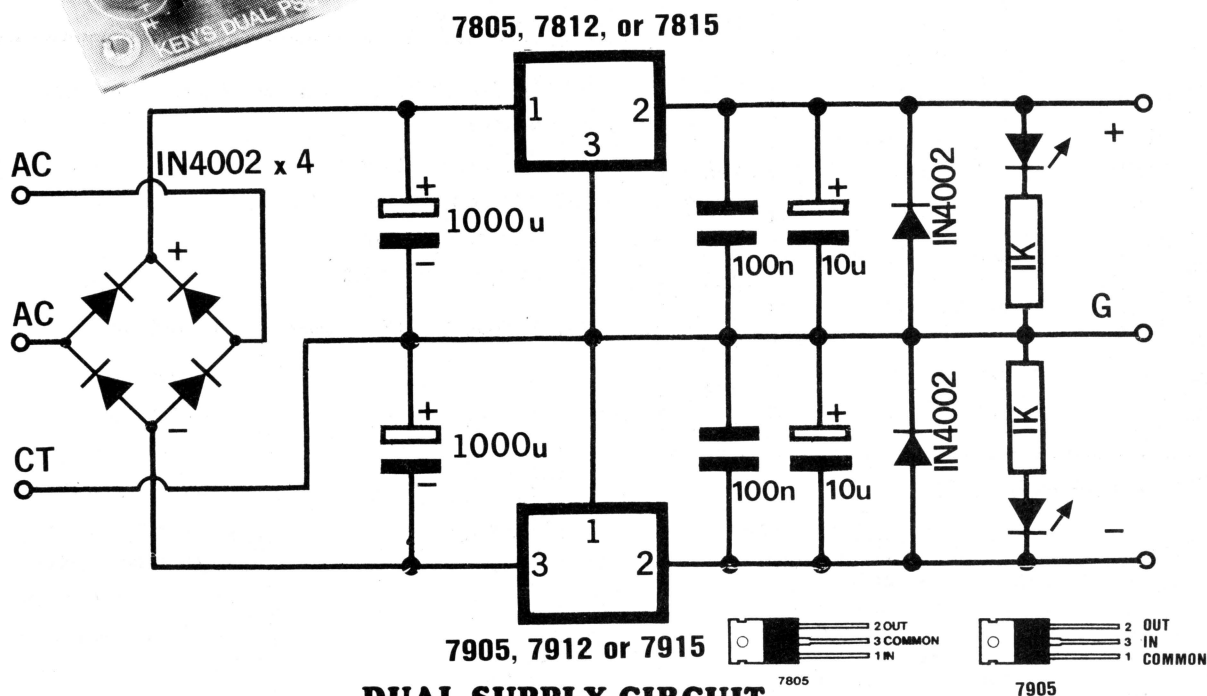 KEN'S DUAL PSU
7805, 7812, or 7815
1
2
3
AC
IN4002 x 4
+
1000u
−
+
−
AC
CT
+
1000u
−
100n
+
10u
IN4002
1K
+
G
100n
+
10u
IN4002
1K
−
1
3
2
7905, 7912 or 7915
2 OUT
3 COMMON
1 IN
7805
2 OUT
3 IN
1 COMMON
7905
DUAL SUPPLY CIRCUIT